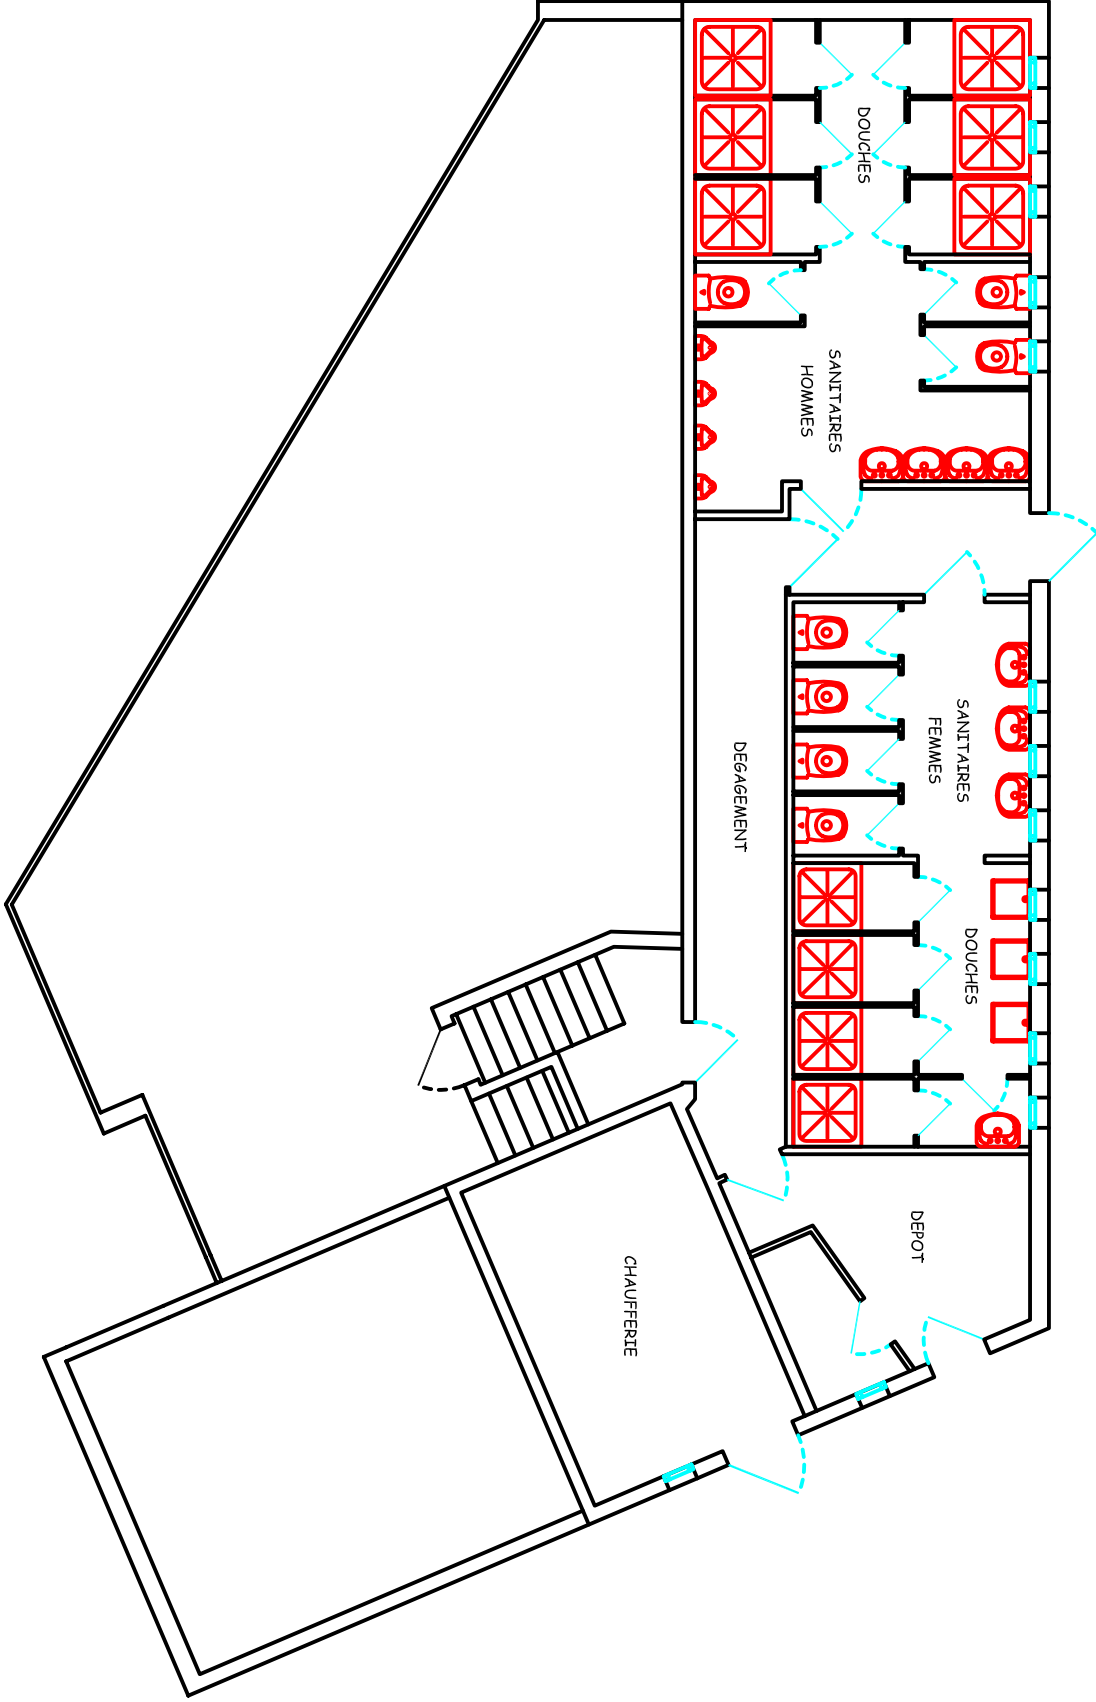 DOUCHES
SANITAIRES
HOMMES
SANITAIRES
FEMMES
DEGAGEMENT
DOUCHES
DEPOT
CHAUFFERIE